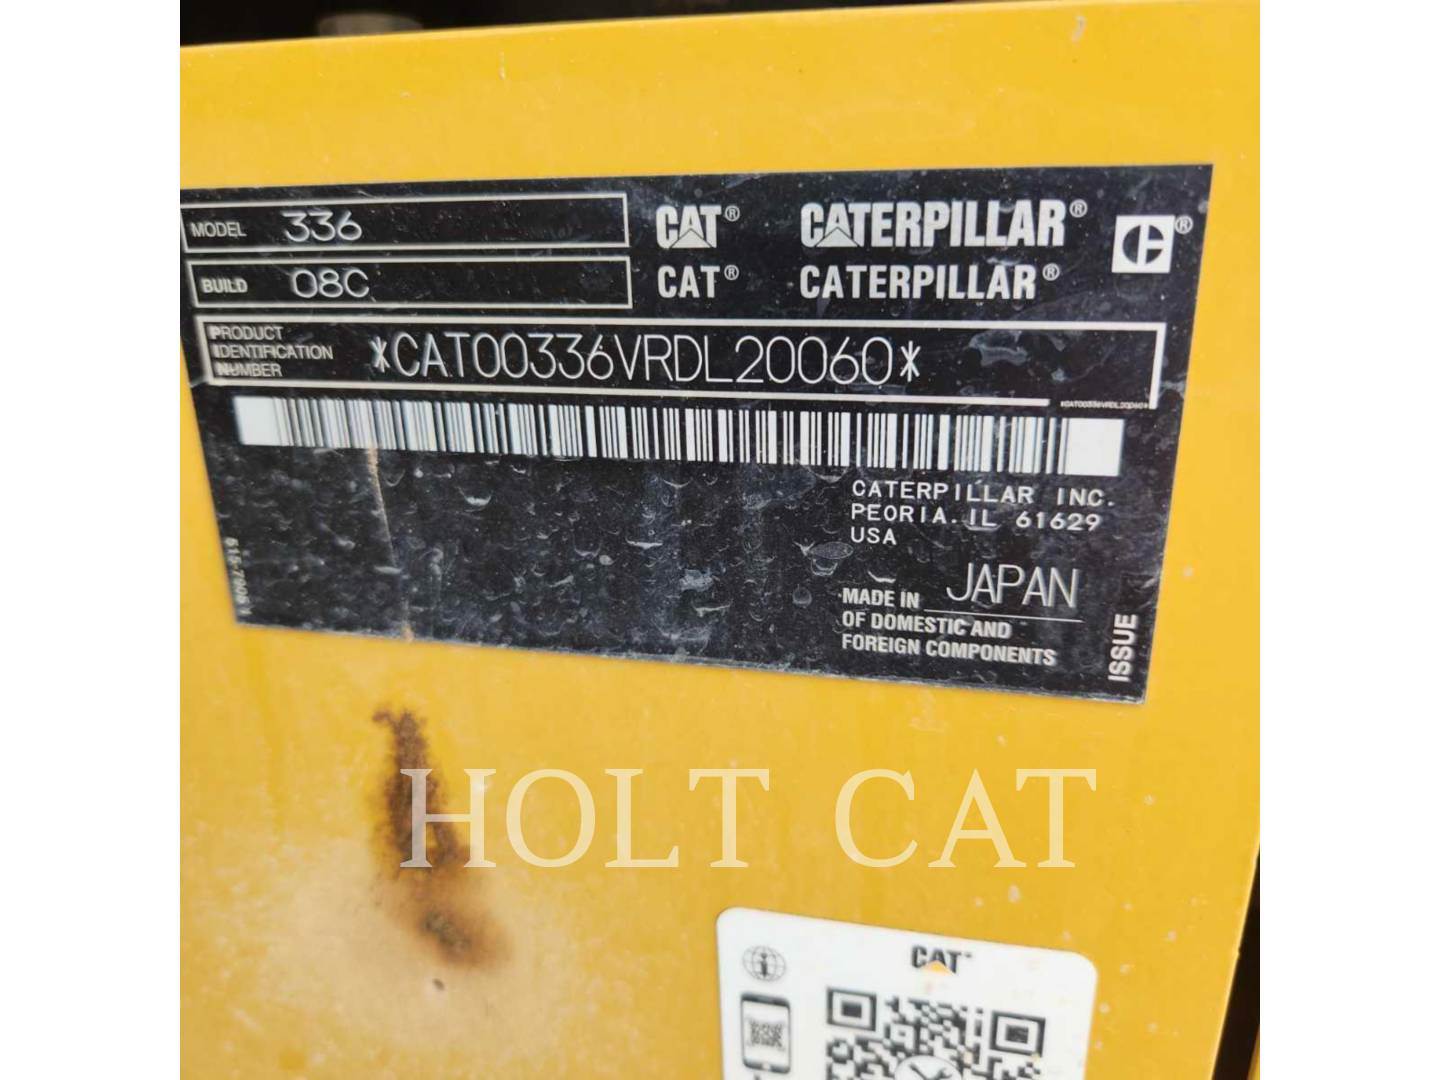 MODEL 336
BUILD 08C
CAT® CATERPILLAR®
CAT® CATERPILLAR®
PRODUCT
IDENTIFICATION
NUMBER
*CAT00336VRDL20060*
*CAT00336VRDL20060*
CATERPILLAR INC.
PEORIA, IL 61629
USA
MADE IN JAPAN
OF DOMESTIC AND
FOREIGN COMPONENTS
ISSUE
HOLT CAT
CAT